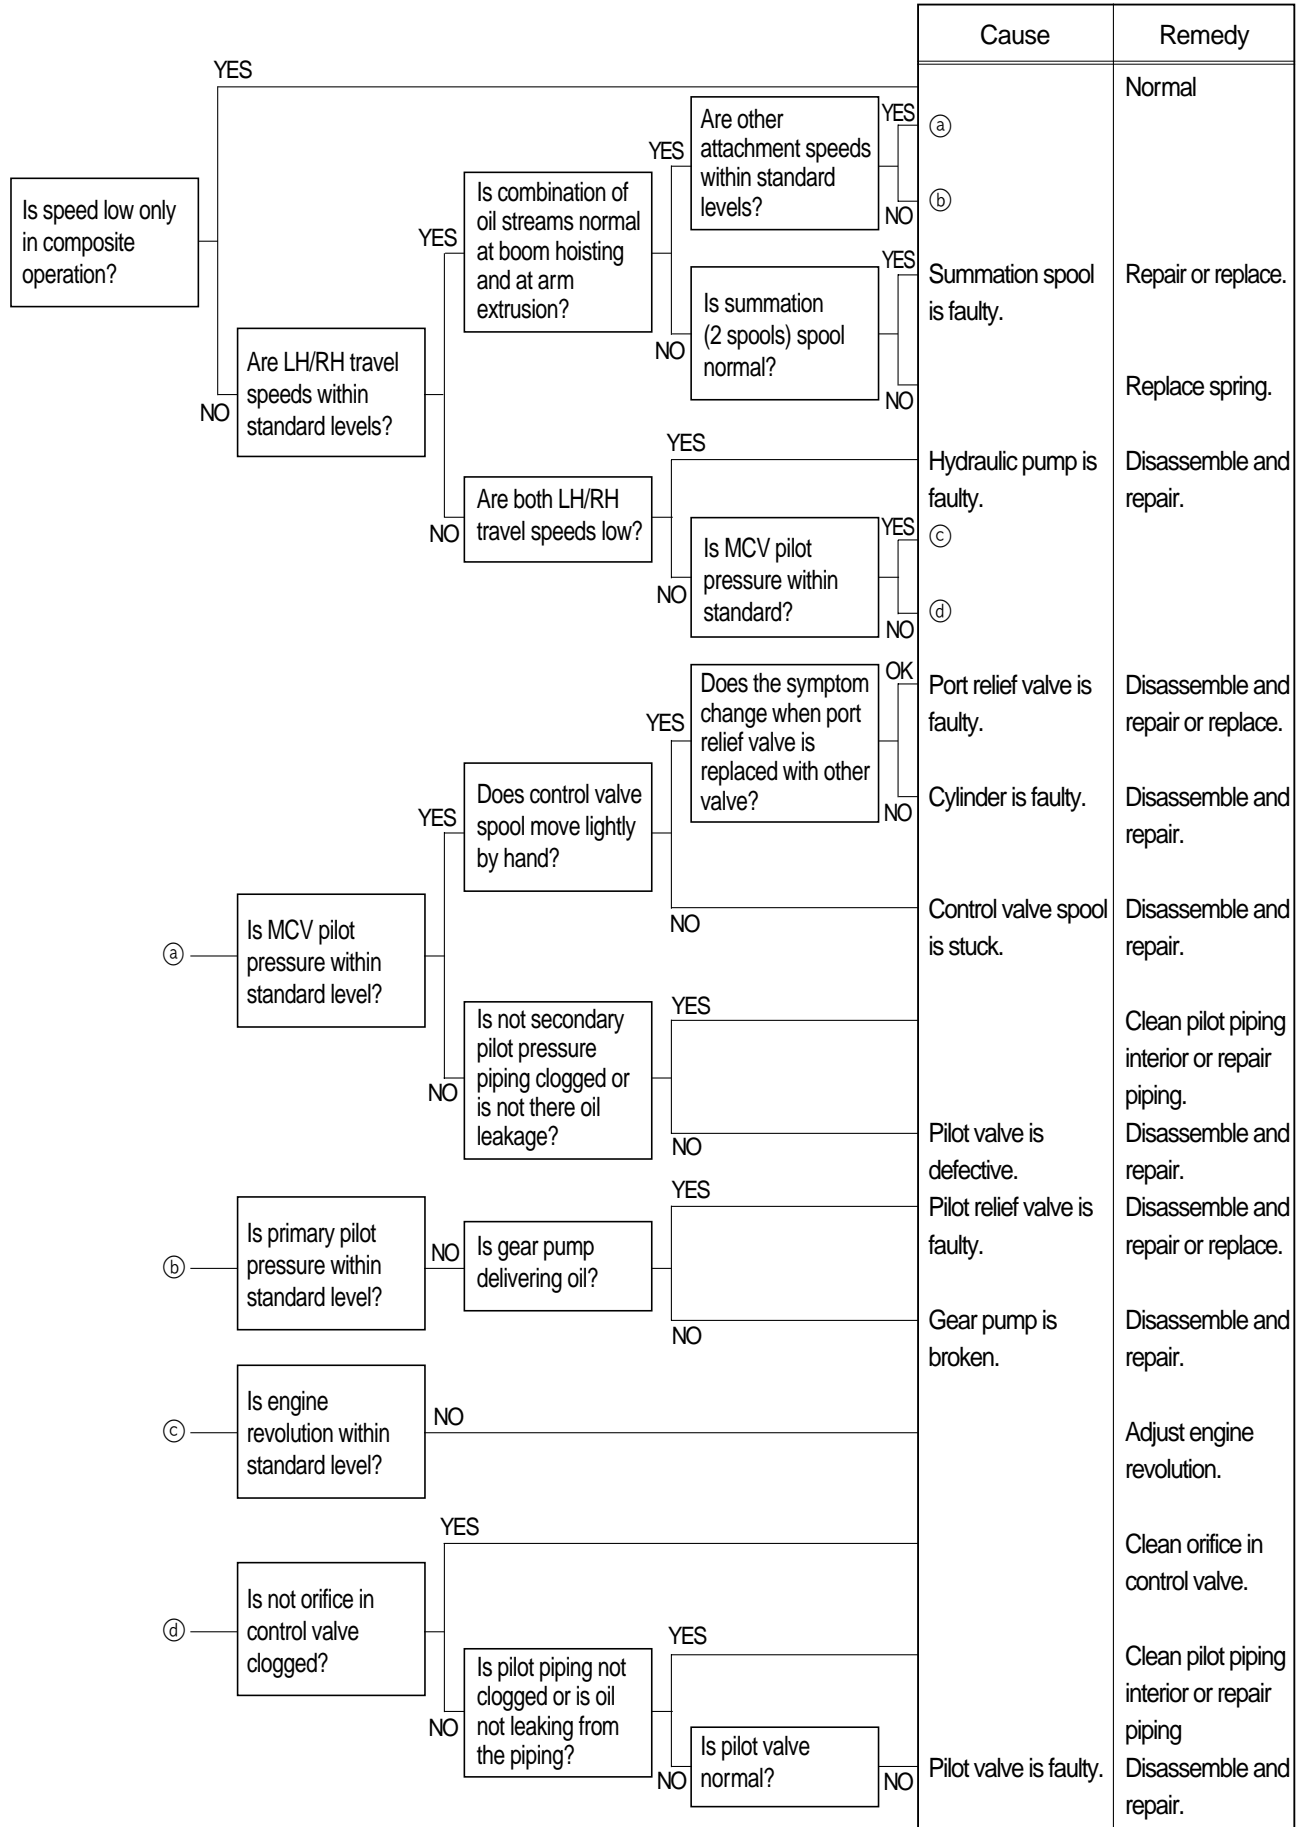 Cause
Remedy
YES
Normal
Is speed low only
in composite
operation?
NO
Are LH/RH travel
speeds within
standard levels?
YES
Is combination of
oil streams normal
at boom hoisting
and at arm
extrusion?
YES
Are other
attachment speeds
within standard
levels?
YES
ⓐ
NO
ⓑ
NO
Is summation
(2 spools) spool
normal?
YES
Summation spool
is faulty.
Repair or replace.
NO
Replace spring.
NO
Are both LH/RH
travel speeds low?
YES
Hydraulic pump is
faulty.
Disassemble and
repair.
NO
Is MCV pilot
pressure within
standard?
YES
ⓒ
NO
ⓓ
ⓐ
Is MCV pilot
pressure within
standard level?
YES
Does control valve
spool move lightly
by hand?
YES
Does the symptom
change when port
relief valve is
replaced with other
valve?
OK
Port relief valve is
faulty.
Disassemble and
repair or replace.
NO
Cylinder is faulty.
Disassemble and
repair.
NO
Control valve spool
is stuck.
Disassemble and
repair.
NO
Is not secondary
pilot pressure
piping clogged or
is not there oil
leakage?
YES
Clean pilot piping
interior or repair
piping.
NO
Pilot valve is
defective.
Disassemble and
repair.
ⓑ
Is primary pilot
pressure within
standard level?
NO
Is gear pump
delivering oil?
YES
Pilot relief valve is
faulty.
Disassemble and
repair or replace.
NO
Gear pump is
broken.
Disassemble and
repair.
ⓒ
Is engine
revolution within
standard level?
NO
Adjust engine
revolution.
ⓓ
Is not orifice in
control valve
clogged?
YES
Clean orifice in
control valve.
NO
Is pilot piping not
clogged or is oil
not leaking from
the piping?
YES
Clean pilot piping
interior or repair
piping
NO
Is pilot valve
normal?
NO
Pilot valve is faulty.
Disassemble and
repair.